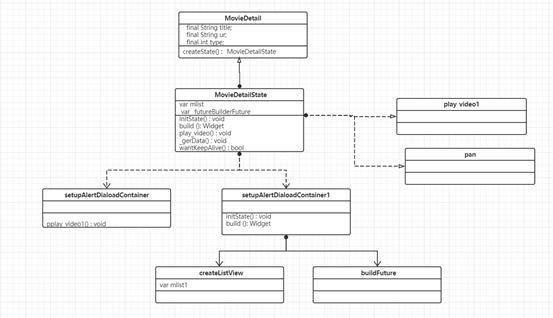 MovieDetail
final String title;
final String ur;
final int type;
createState() : MovieDetailState
MovieDetailState
var mlist
var _futureBuilderFuture
initState() : void
build (): Widget
play_video() : void
_gerData() : void
wantKeepAlive() : bool
play video1
pan
setupAlertDialoadContainer
pplay_video1() : void
setupAlertDialoadContainer1
initState() : void
build (): Widget
createListView
var mlist1
buildFuture